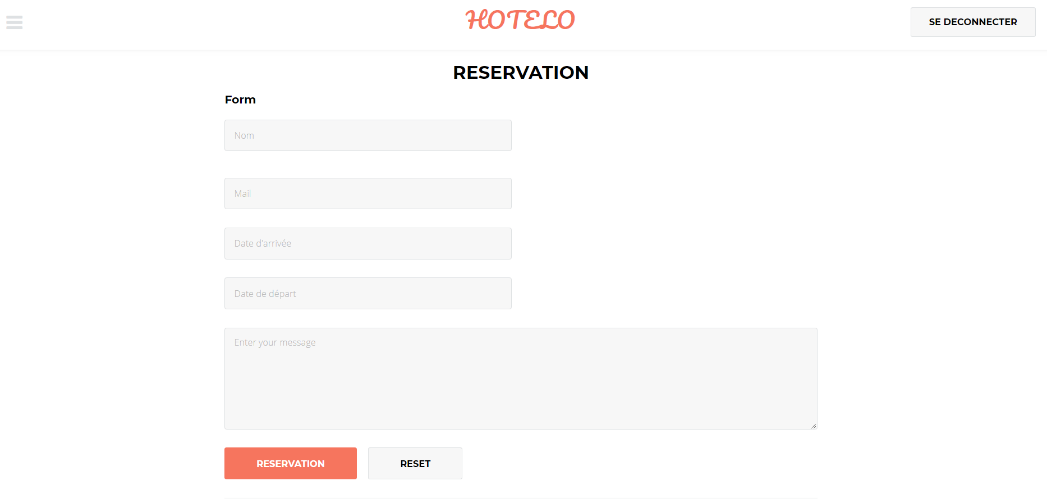 HOTELO
SE DECONNECTER
RESERVATION
Form
Nom
Mail
Date d'arrivée
Date de départ
Enter your message
RESERVATION
RESET